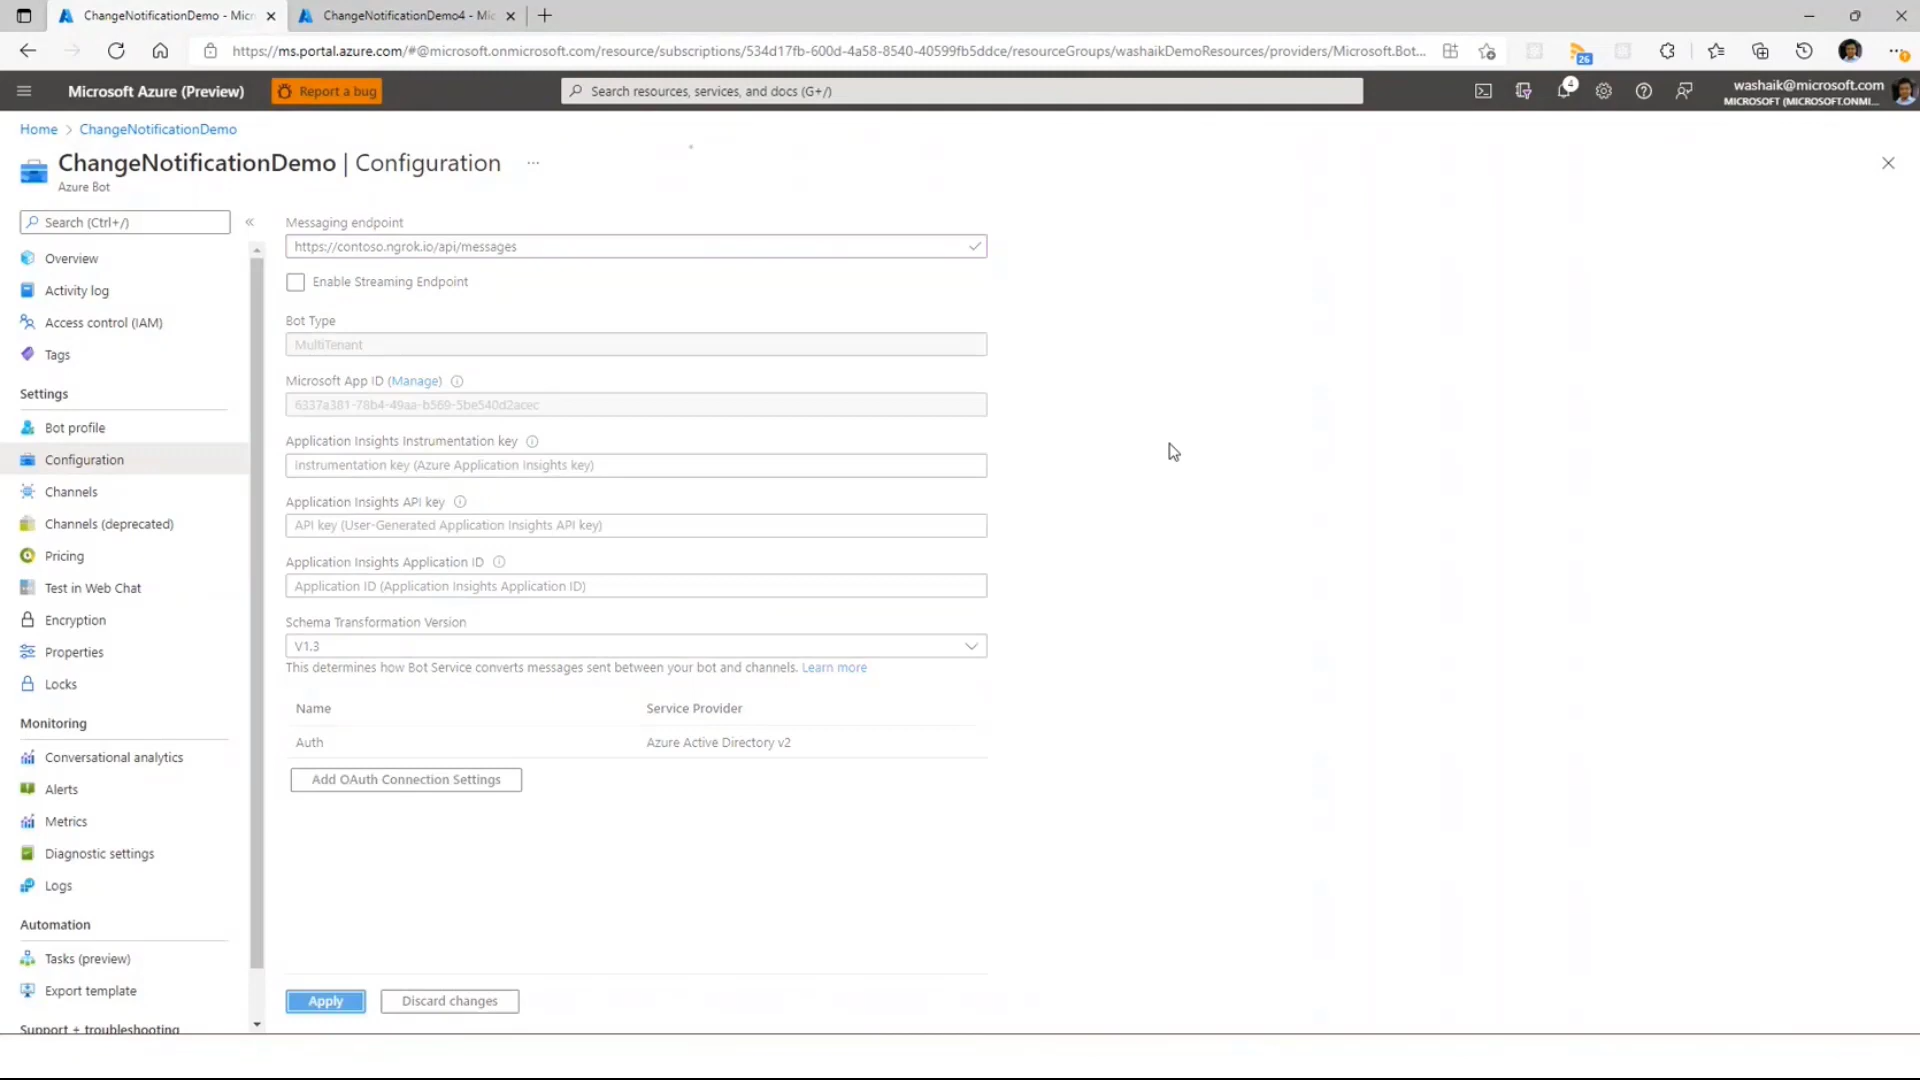 ChangeNotificationDemo - Micr
ChangeNotificationDemo4 - Mic
https://ms.portal.azure.com/#@microsoft.onmicrosoft.com/resource/subscriptions/534d17fb-600d-4a58-8540-40599fb5ddce/resourceGroups/washaikDemoResources/providers/Microsoft.Bot...
26
Microsoft Azure (Preview)
Report a bug
Search resources, services, and docs (G+/)
4
washaik@microsoft.com
MICROSOFT (MICROSOFT.ONMI...
Home > ChangeNotificationDemo
ChangeNotificationDemo | Configuration ...
Azure Bot
Search (Ctrl+/)
«
Overview
Activity log
Access control (IAM)
Tags
Settings
Bot profile
Configuration
Channels
Channels (deprecated)
Pricing
Test in Web Chat
Encryption
Properties
Locks
Monitoring
Conversational analytics
Alerts
Metrics
Diagnostic settings
Logs
Automation
Tasks (preview)
Export template
Support + troubleshooting
Messaging endpoint
https://contoso.ngrok.io/api/messages
Enable Streaming Endpoint
Bot Type
MultiTenant
Microsoft App ID (Manage)
6337a381-78b4-49aa-b569-5be540d2acec
Application Insights Instrumentation key
Instrumentation key (Azure Application Insights key)
Application Insights API key
API key (User-Generated Application Insights API key)
Application Insights Application ID
Application ID (Application Insights Application ID)
Schema Transformation Version
V1.3
This determines how Bot Service converts messages sent between your bot and channels. Learn more
Name Service Provider
Auth Azure Active Directory v2
Add OAuth Connection Settings
Apply
Discard changes